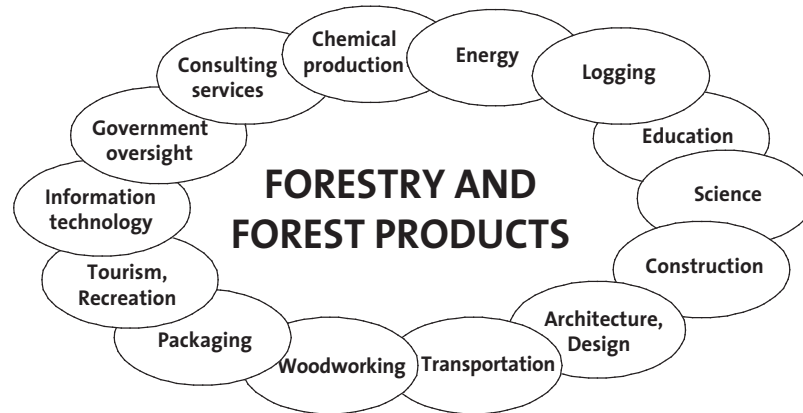 Chemical
production
Energy
Logging
Education
Science
Construction
Architecture,
Design
Transportation
Woodworking
Packaging
Tourism,
Recreation
Information
technology
Government
oversight
Consulting
services
FORESTRY AND
FOREST PRODUCTS